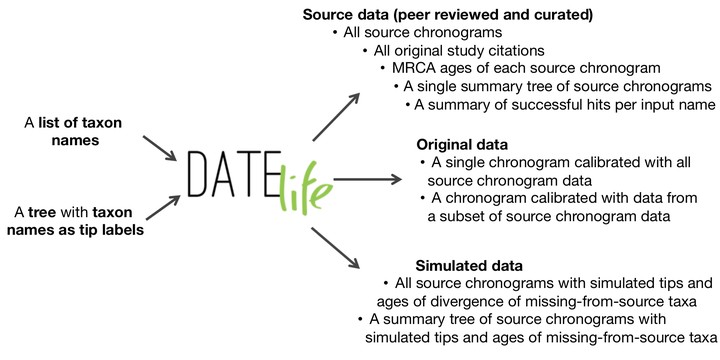 Source data (peer reviewed and curated)
• All source chronograms
• All original study citations
• MRCA ages of each source chronogram
• A single summary tree of source chronograms
• A summary of successful hits per input name
A list of taxon
names
A tree with taxon
names as tip labels
DATE
life
Original data
• A single chronogram calibrated with all
source chronogram data
• A chronogram calibrated with data from
a subset of source chronogram data
Simulated data
• All source chronograms with simulated tips and
ages of divergence of missing-from-source taxa
• A summary tree of source chronograms with
simulated tips and ages of missing-from-source taxa